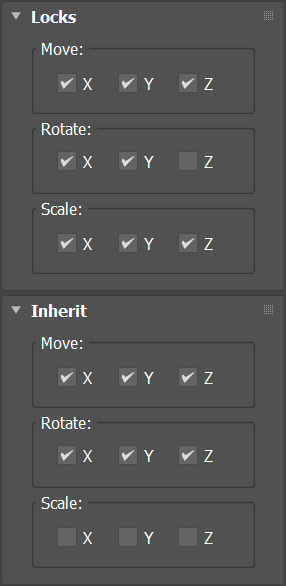 Locks
Move:
X Y Z
Rotate:
X Y Z
Scale:
X Y Z
Inherit
Move:
X Y Z
Rotate:
X Y Z
Scale:
X Y Z